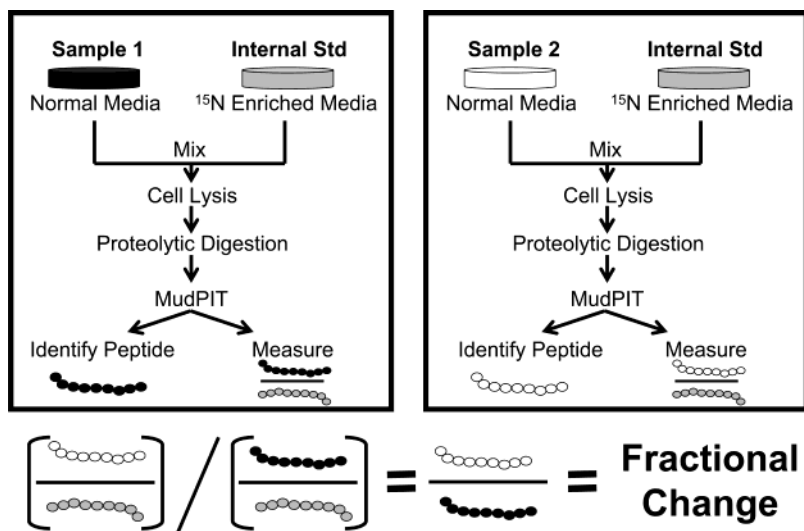 Sample 1
Internal Std
Normal Media
¹⁵N Enriched Media
Mix
Cell Lysis
Proteolytic Digestion
MudPIT
Identify Peptide
Measure
Sample 2
Internal Std
Normal Media
¹⁵N Enriched Media
Mix
Cell Lysis
Proteolytic Digestion
MudPIT
Identify Peptide
Measure
/
=
=
Fractional
Change